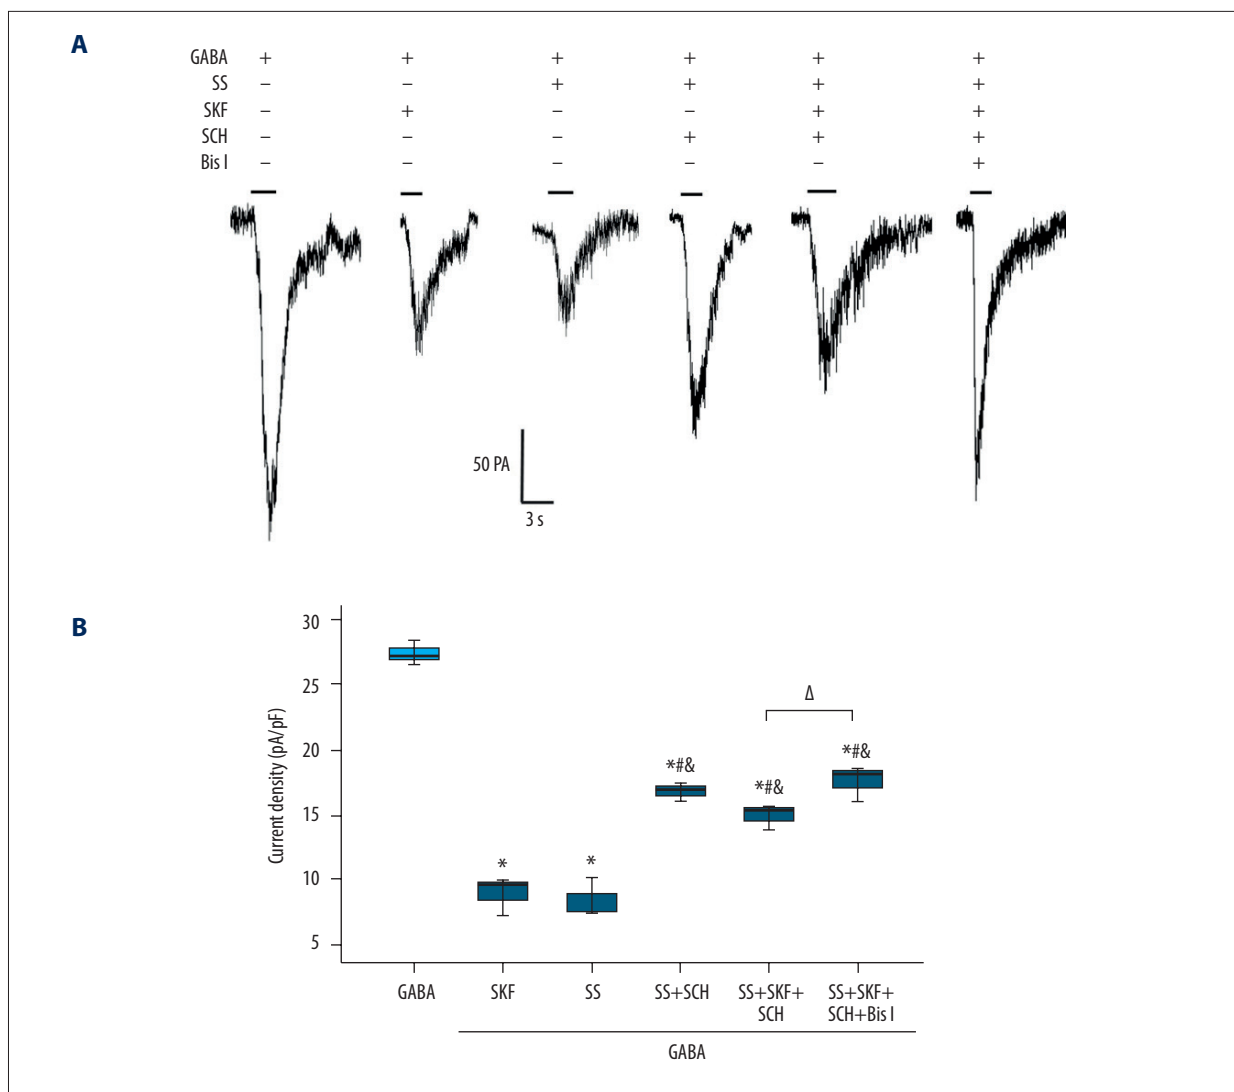 A
GABA + + + + + +
SS – – + + + +
SKF – + – – + +
SCH – – – + + +
Bis I – – – – – +
50 PA
3 s
B
30
25
20
15
10
5
Current density (pA/pF)
* * *#& *#& *#&
Δ
GABA SKF SS SS+SCH SS+SKF+ SS+SKF+
SCH SCH+Bis I
GABA